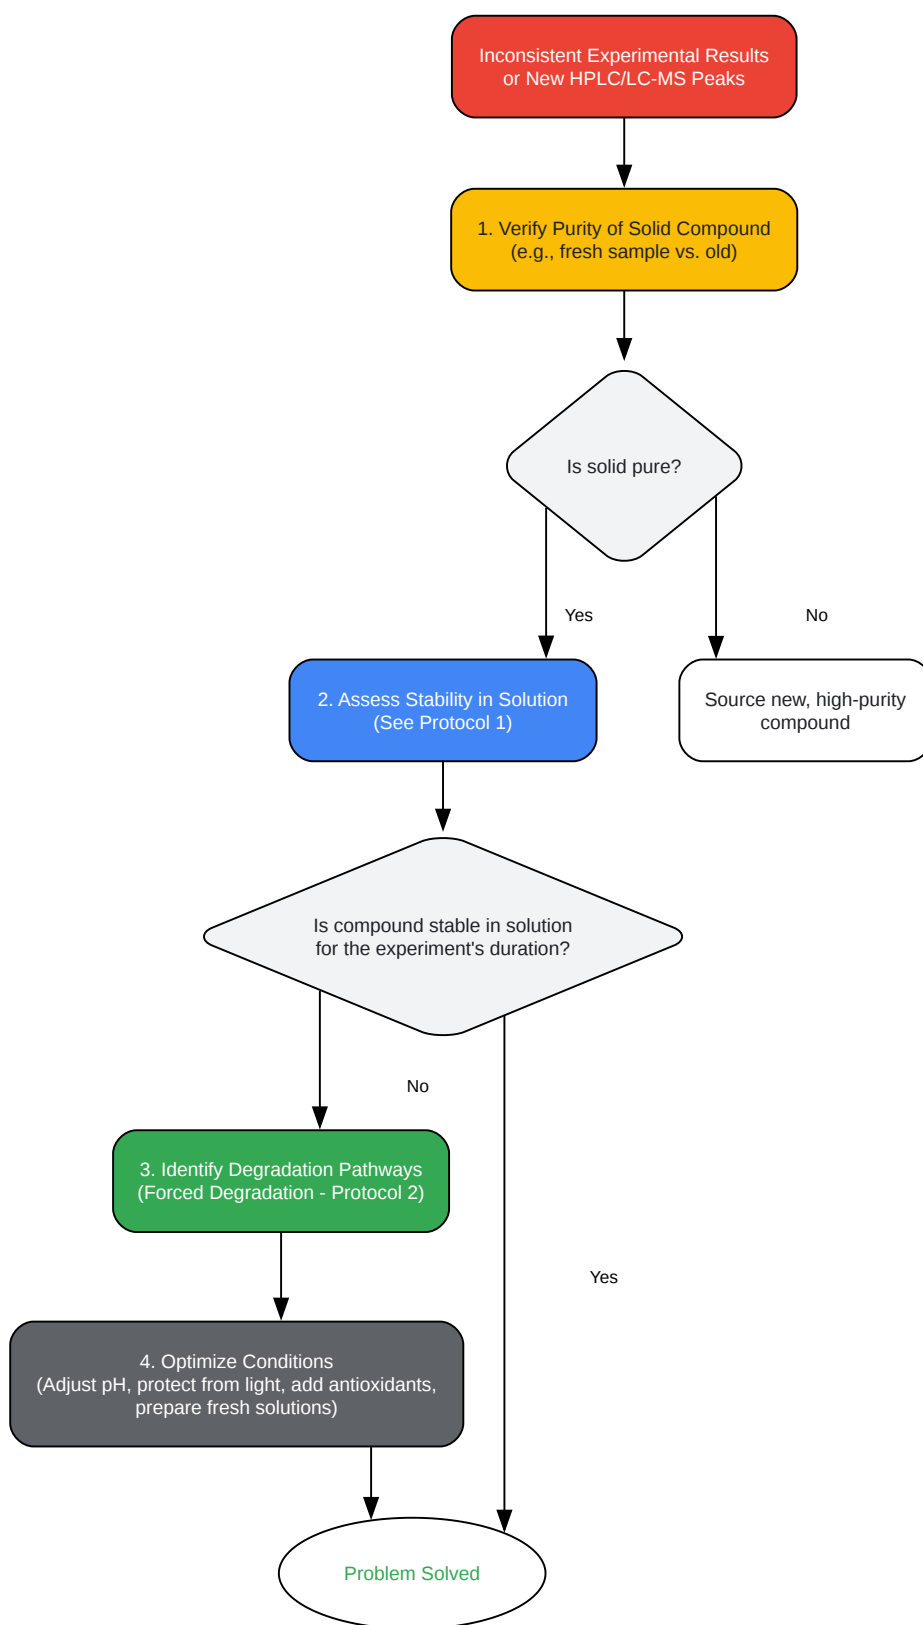 Inconsistent Experimental Results
or New HPLC/LC-MS Peaks
1. Verify Purity of Solid Compound
(e.g., fresh sample vs. old)
Is solid pure?
Yes
No
2. Assess Stability in Solution
(See Protocol 1)
Source new, high-purity
compound
Is compound stable in solution
for the experiment's duration?
No
3. Identify Degradation Pathways
(Forced Degradation - Protocol 2)
Yes
4. Optimize Conditions
(Adjust pH, protect from light, add antioxidants,
prepare fresh solutions)
Problem Solved